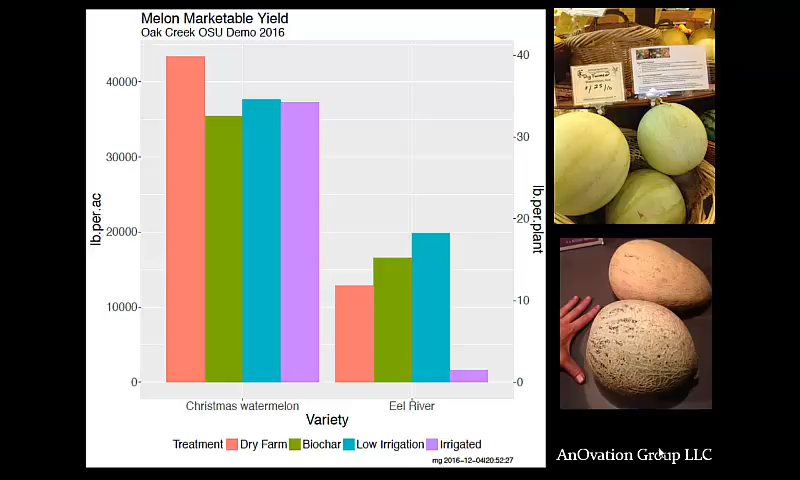 Melon Marketable Yield
Oak Creek OSU Demo 2016
lb.per.ac
40000
30000
20000
10000
0
40
30
20
10
0
lb.per.plant
Christmas watermelon
Eel River
Variety
Treatment Dry Farm Biochar Low Irrigation Irrigated
mg 2016-12-04|20:52:27
Dry Farmed
AnOvation Group LLC